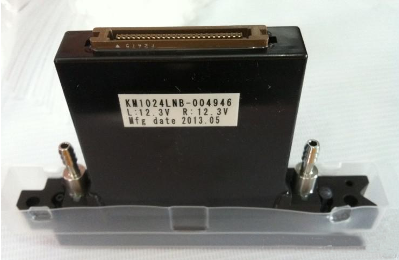 KM1024LNB-004946
L:12.3V R:12.3V
Mfg date 2013.05